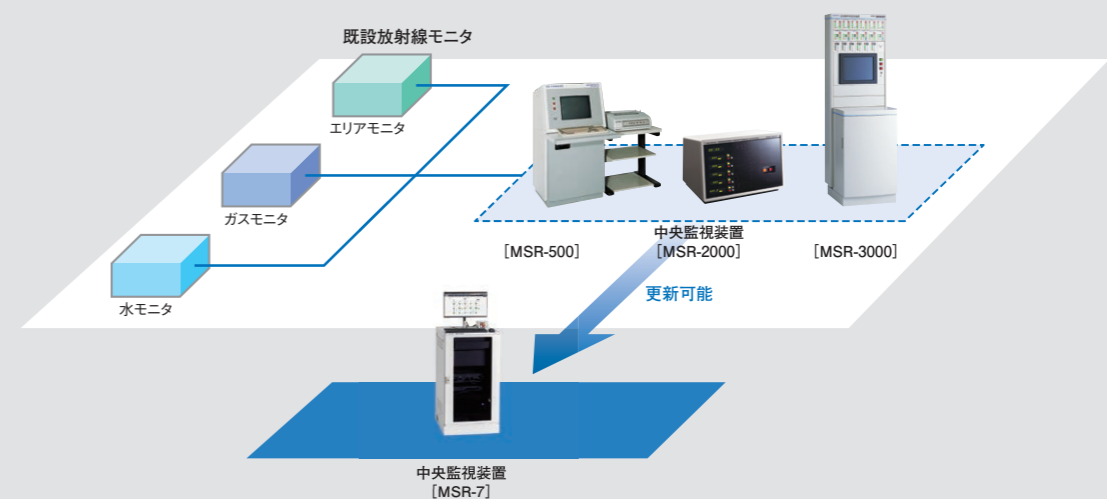 既設放射線モニタ
エリアモニタ
ガスモニタ
水モニタ
[MSR-500]
中央監視装置
[MSR-2000]
[MSR-3000]
更新可能
中央監視装置
[MSR-7]